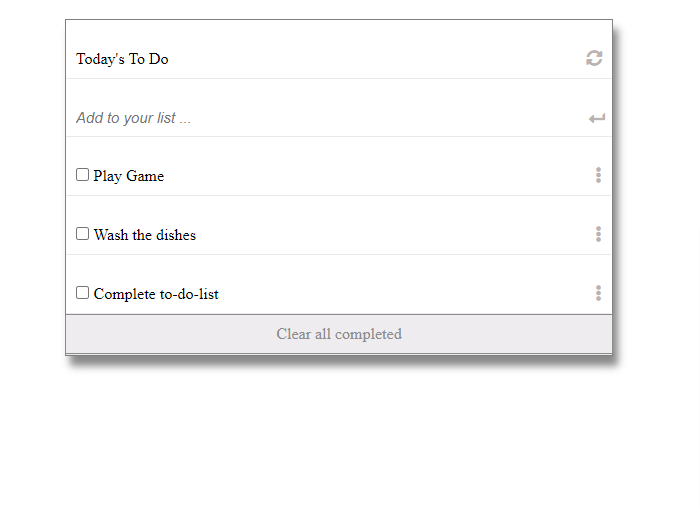 Today's To Do
Add to your list ...
Play Game
Wash the dishes
Complete to-do-list
Clear all completed